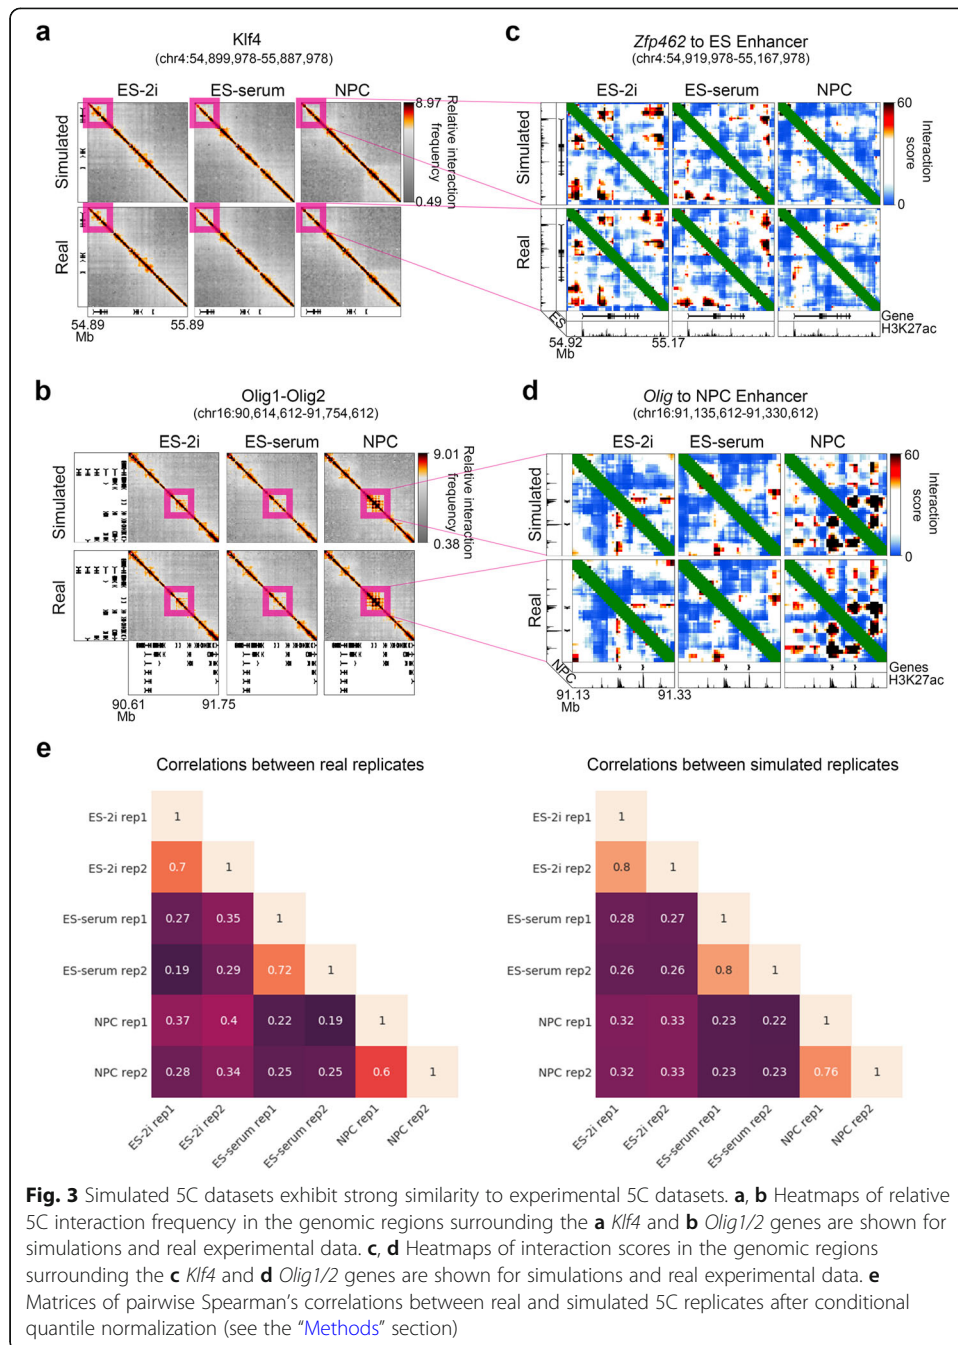 a
Klf4
(chr4:54,899,978-55,887,978)
ES-2i ES-serum NPC
Simulated
Real
8.97
0.49
Relative interaction
frequency
54.89 55.89
Mb
c
Zfp462 to ES Enhancer
(chr4:54,919,978-55,167,978)
ES-2i ES-serum NPC
Simulated
Real
60
0
Interaction
score
ES
Gene
H3K27ac
54.92 55.17
Mb
b
Olig1-Olig2
(chr16:90,614,612-91,754,612)
ES-2i ES-serum NPC
Simulated
Real
9.01
0.38
Relative interaction
frequency
90.61 91.75
Mb
d
Olig to NPC Enhancer
(chr16:91,135,612-91,330,612)
ES-2i ES-serum NPC
Simulated
Real
60
0
Interaction
score
NPC
Genes
H3K27ac
91.13 91.33
Mb
e
Correlations between real replicates
ES-2i rep1 1
ES-2i rep2 0.7 1
ES-serum rep1 0.27 0.35 1
ES-serum rep2 0.19 0.29 0.72 1
NPC rep1 0.37 0.4 0.22 0.19 1
NPC rep2 0.28 0.34 0.25 0.25 0.6 1
ES-2i rep1 ES-2i rep2 ES-serum rep1 ES-serum rep2 NPC rep1 NPC rep2
Correlations between simulated replicates
ES-2i rep1 1
ES-2i rep2 0.8 1
ES-serum rep1 0.28 0.27 1
ES-serum rep2 0.26 0.26 0.8 1
NPC rep1 0.32 0.33 0.23 0.22 1
NPC rep2 0.32 0.33 0.23 0.23 0.76 1
ES-2i rep1 ES-2i rep2 ES-serum rep1 ES-serum rep2 NPC rep1 NPC rep2
Fig. 3 Simulated 5C datasets exhibit strong similarity to experimental 5C datasets. a, b Heatmaps of relative
5C interaction frequency in the genomic regions surrounding the a Klf4 and b Olig1/2 genes are shown for
simulations and real experimental data. c, d Heatmaps of interaction scores in the genomic regions
surrounding the c Klf4 and d Olig1/2 genes are shown for simulations and real experimental data. e
Matrices of pairwise Spearman's correlations between real and simulated 5C replicates after conditional
quantile normalization (see the "Methods" section)